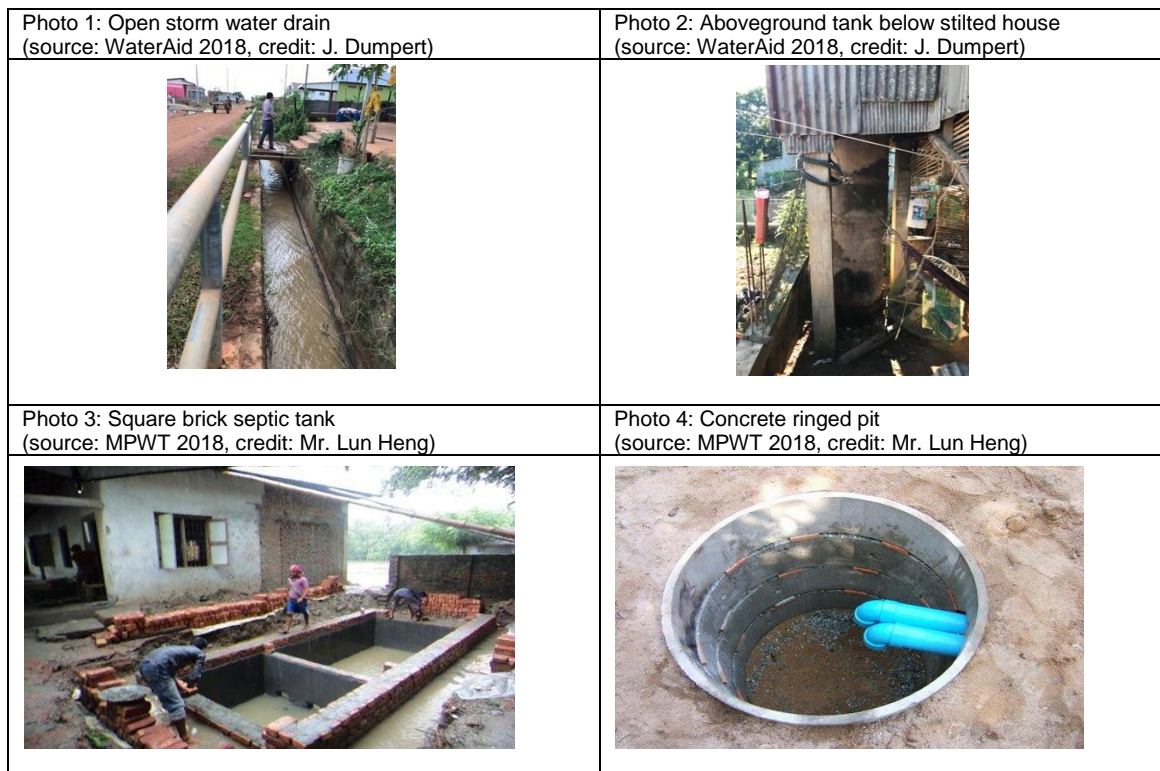 Photo 1: Open storm water drain
(source: WaterAid 2018, credit: J. Dumpert)
Photo 2: Aboveground tank below stilted house
(source: WaterAid 2018, credit: J. Dumpert)
Photo 3: Square brick septic tank
(source: MPWT 2018, credit: Mr. Lun Heng)
Photo 4: Concrete ringed pit
(source: MPWT 2018, credit: Mr. Lun Heng)